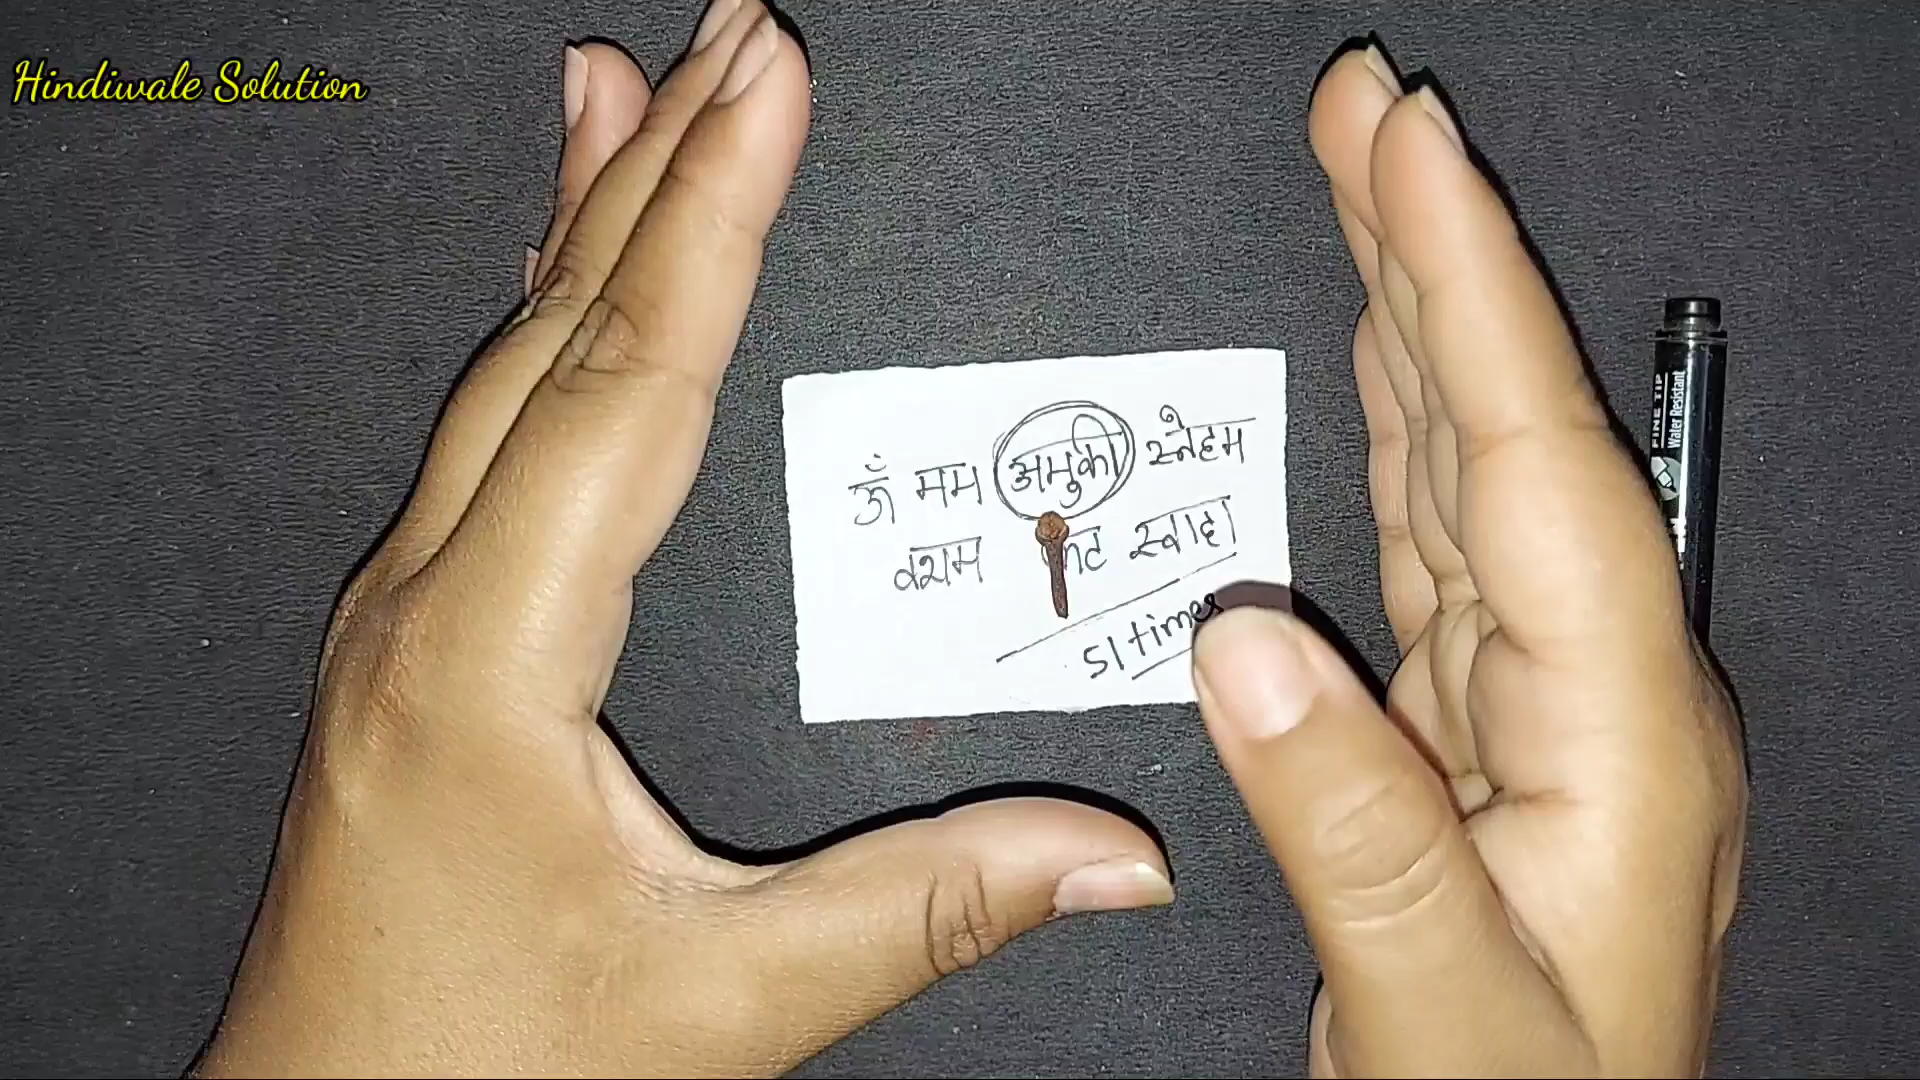 Hindiwale Solution
ॐ मम अमुकी स्नेहम
वशम स्वाहा
51 times
FINE TIP
Water Resistant